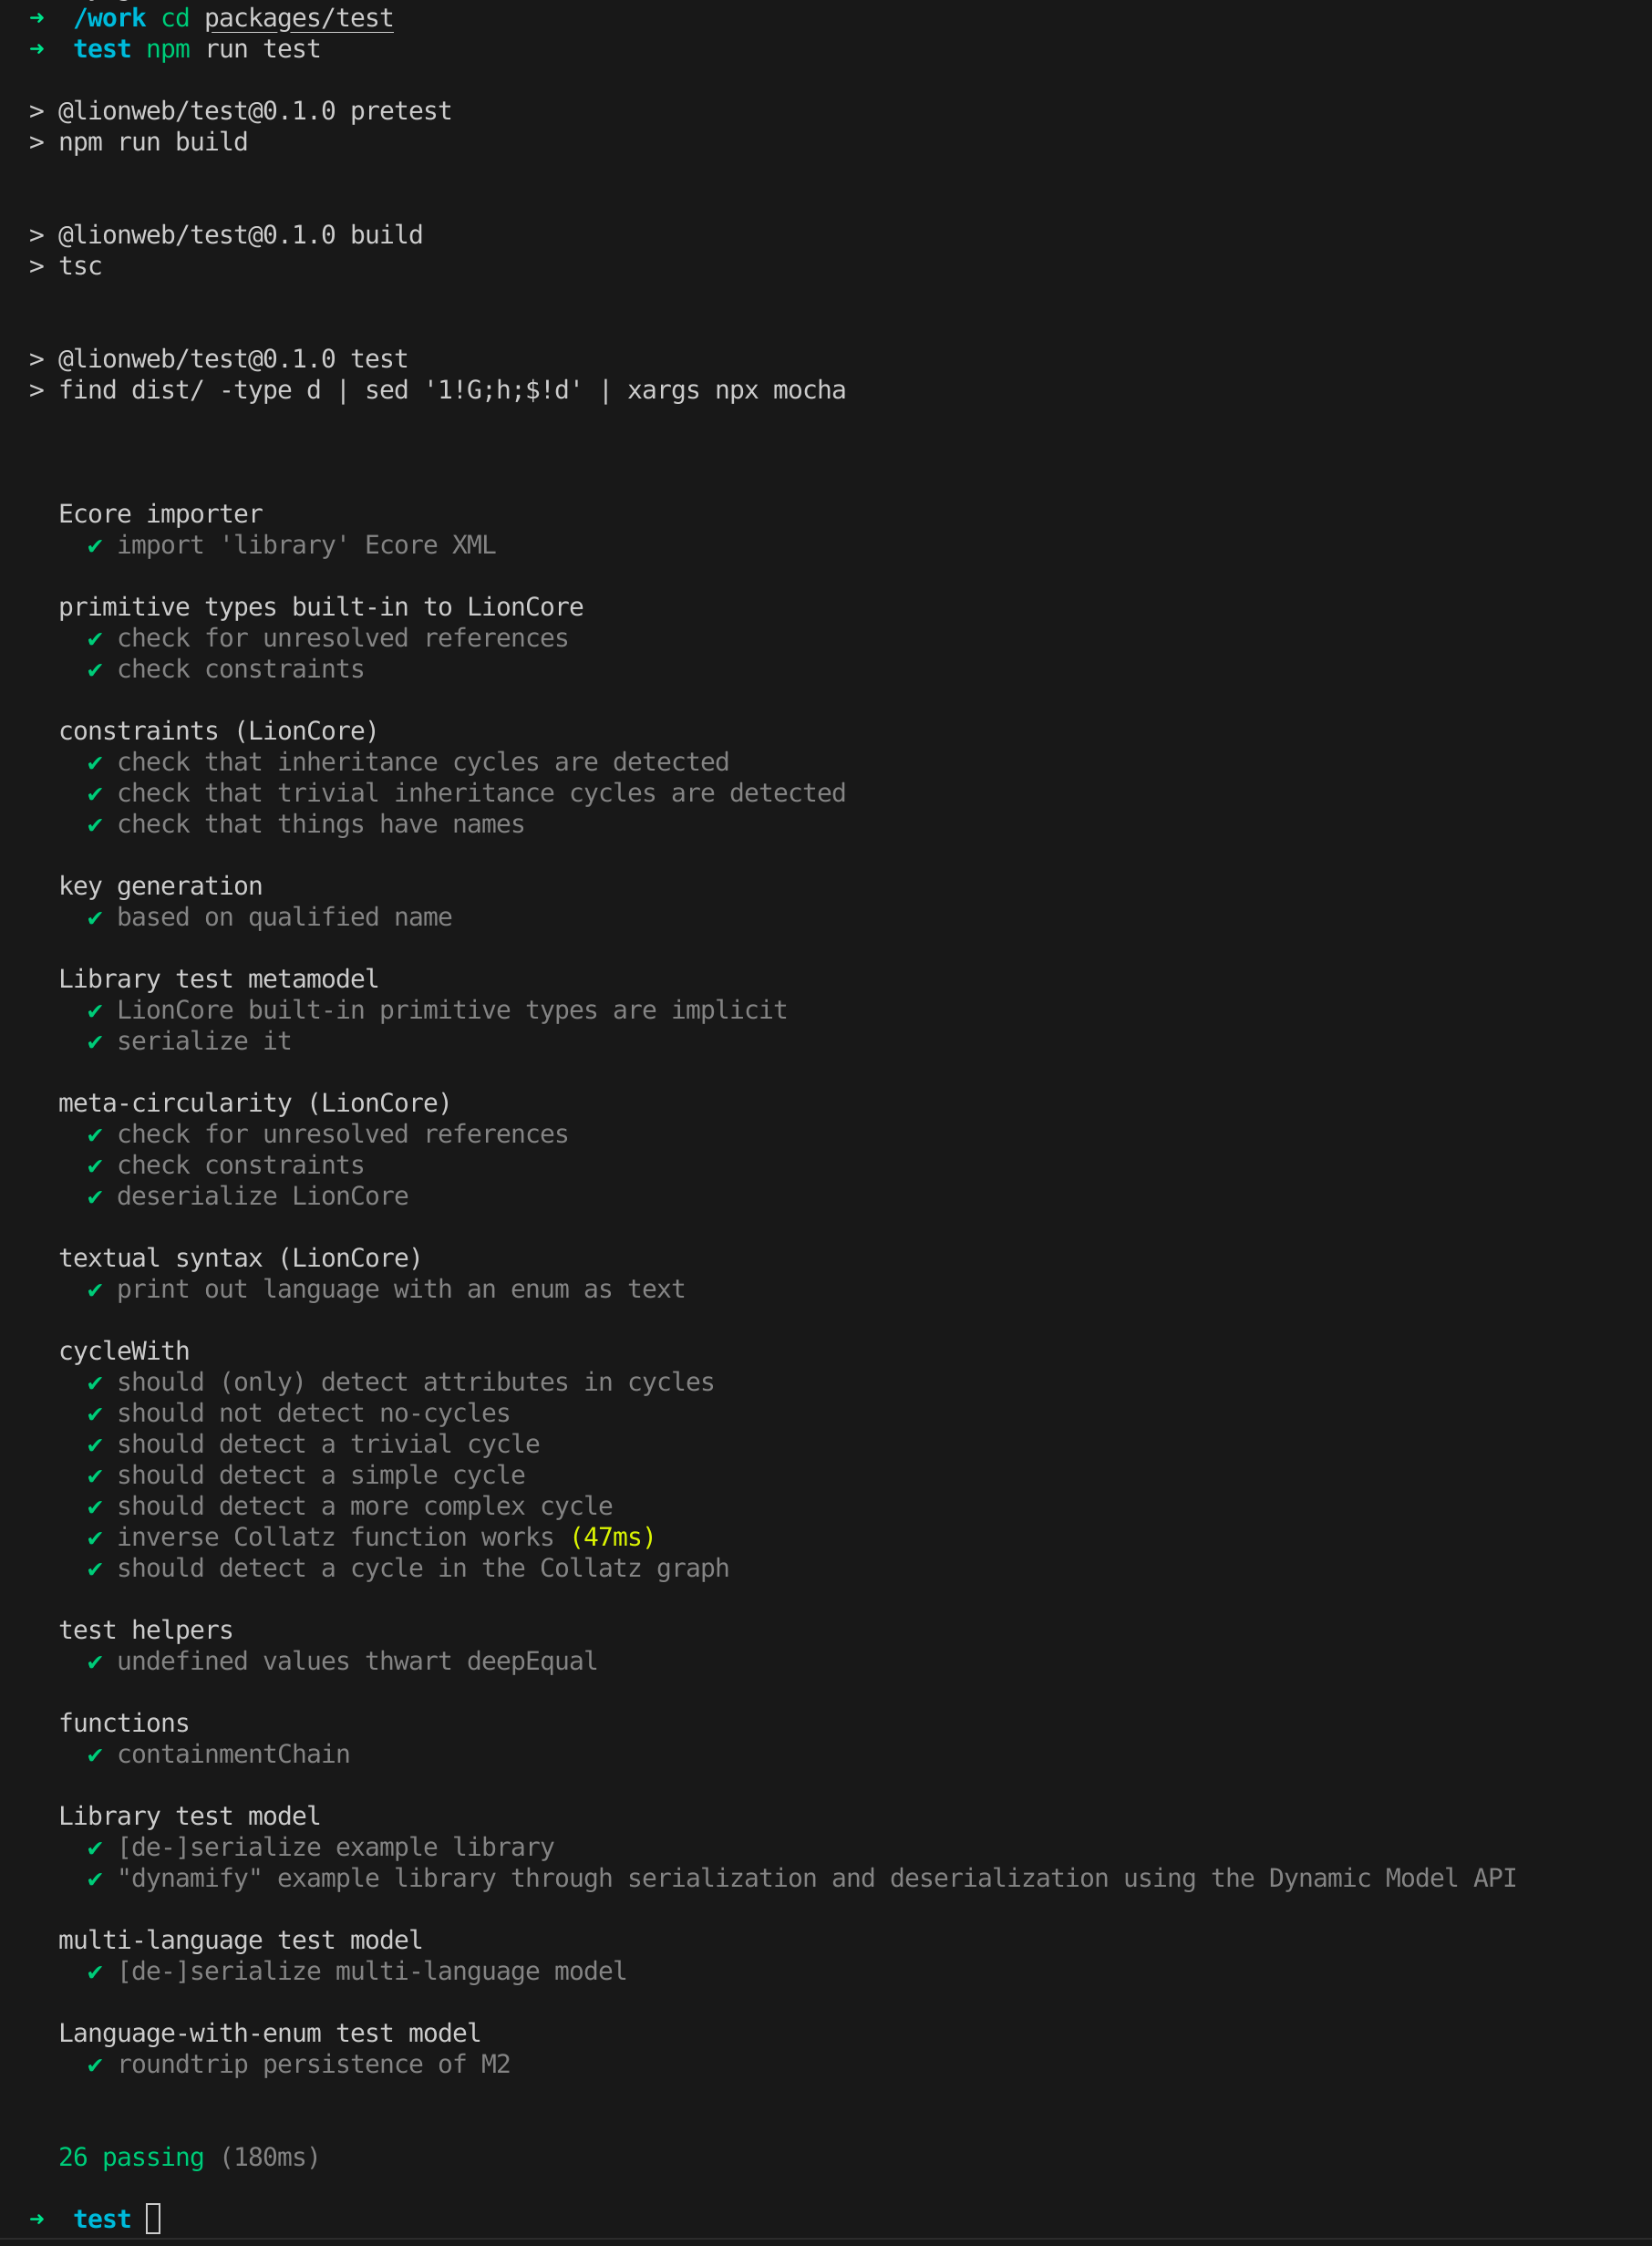 ➜  /work cd packages/test
➜  test npm run test

> @lionweb/test@0.1.0 pretest
> npm run build


> @lionweb/test@0.1.0 build
> tsc


> @lionweb/test@0.1.0 test
> find dist/ -type d | sed '1!G;h;$!d' | xargs npx mocha



  Ecore importer
    ✔ import 'library' Ecore XML

  primitive types built-in to LionCore
    ✔ check for unresolved references
    ✔ check constraints

  constraints (LionCore)
    ✔ check that inheritance cycles are detected
    ✔ check that trivial inheritance cycles are detected
    ✔ check that things have names

  key generation
    ✔ based on qualified name

  Library test metamodel
    ✔ LionCore built-in primitive types are implicit
    ✔ serialize it

  meta-circularity (LionCore)
    ✔ check for unresolved references
    ✔ check constraints
    ✔ deserialize LionCore

  textual syntax (LionCore)
    ✔ print out language with an enum as text

  cycleWith
    ✔ should (only) detect attributes in cycles
    ✔ should not detect no-cycles
    ✔ should detect a trivial cycle
    ✔ should detect a simple cycle
    ✔ should detect a more complex cycle
    ✔ inverse Collatz function works (47ms)
    ✔ should detect a cycle in the Collatz graph

  test helpers
    ✔ undefined values thwart deepEqual

  functions
    ✔ containmentChain

  Library test model
    ✔ [de-]serialize example library
    ✔ "dynamify" example library through serialization and deserialization using the Dynamic Model API

  multi-language test model
    ✔ [de-]serialize multi-language model

  Language-with-enum test model
    ✔ roundtrip persistence of M2


  26 passing (180ms)

➜  test